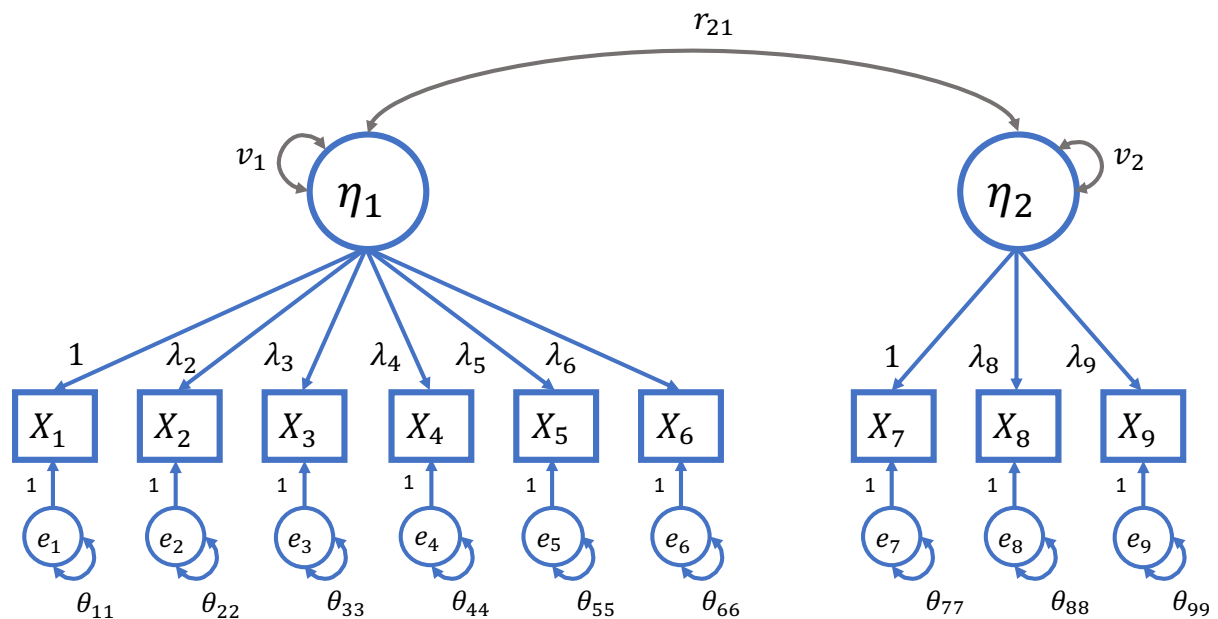 r₂₁
v₁ v₂
η₁ η₂
1 λ₂ λ₃ λ₄ λ₅ λ₆ 1 λ₈ λ₉
X₁ X₂ X₃ X₄ X₅ X₆ X₇ X₈ X₉
1 1 1 1 1 1 1 1 1
e₁ e₂ e₃ e₄ e₅ e₆ e₇ e₈ e₉
θ₁₁ θ₂₂ θ₃₃ θ₄₄ θ₅₅ θ₆₆ θ₇₇ θ₈₈ θ₉₉